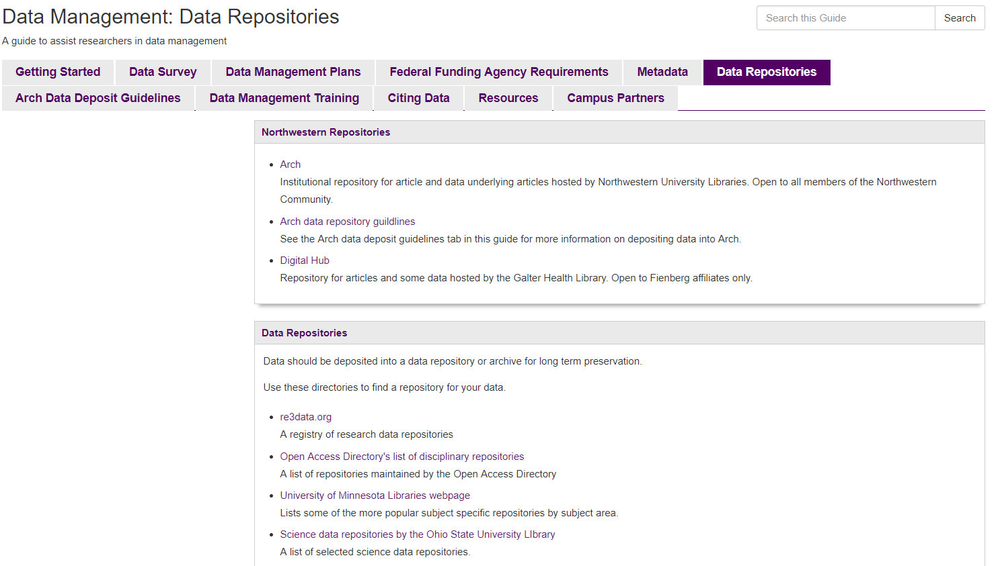 Data Management: Data Repositories
Search this Guide
Search
A guide to assist researchers in data management
Getting Started
Data Survey
Data Management Plans
Federal Funding Agency Requirements
Metadata
Data Repositories
Arch Data Deposit Guidelines
Data Management Training
Citing Data
Resources
Campus Partners
Northwestern Repositories
Arch
Institutional repository for article and data underlying articles hosted by Northwestern University Libraries. Open to all members of the Northwestern
Community.
Arch data repository guildlines
See the Arch data deposit guidelines tab in this guide for more information on depositing data into Arch.
Digital Hub
Repository for articles and some data hosted by the Galter Health Library. Open to Fienberg affiliates only.
Data Repositories
Data should be deposited into a data repository or archive for long term preservation.
Use these directories to find a repository for your data.
re3data.org
A registry of research data repositories
Open Access Directory's list of disciplinary repositories
A list of repositories maintained by the Open Access Directory
University of Minnesota Libraries webpage
Lists some of the more popular subject specific repositories by subject area.
Science data repositories by the Ohio State University LIbrary
A list of selected science data repositories.